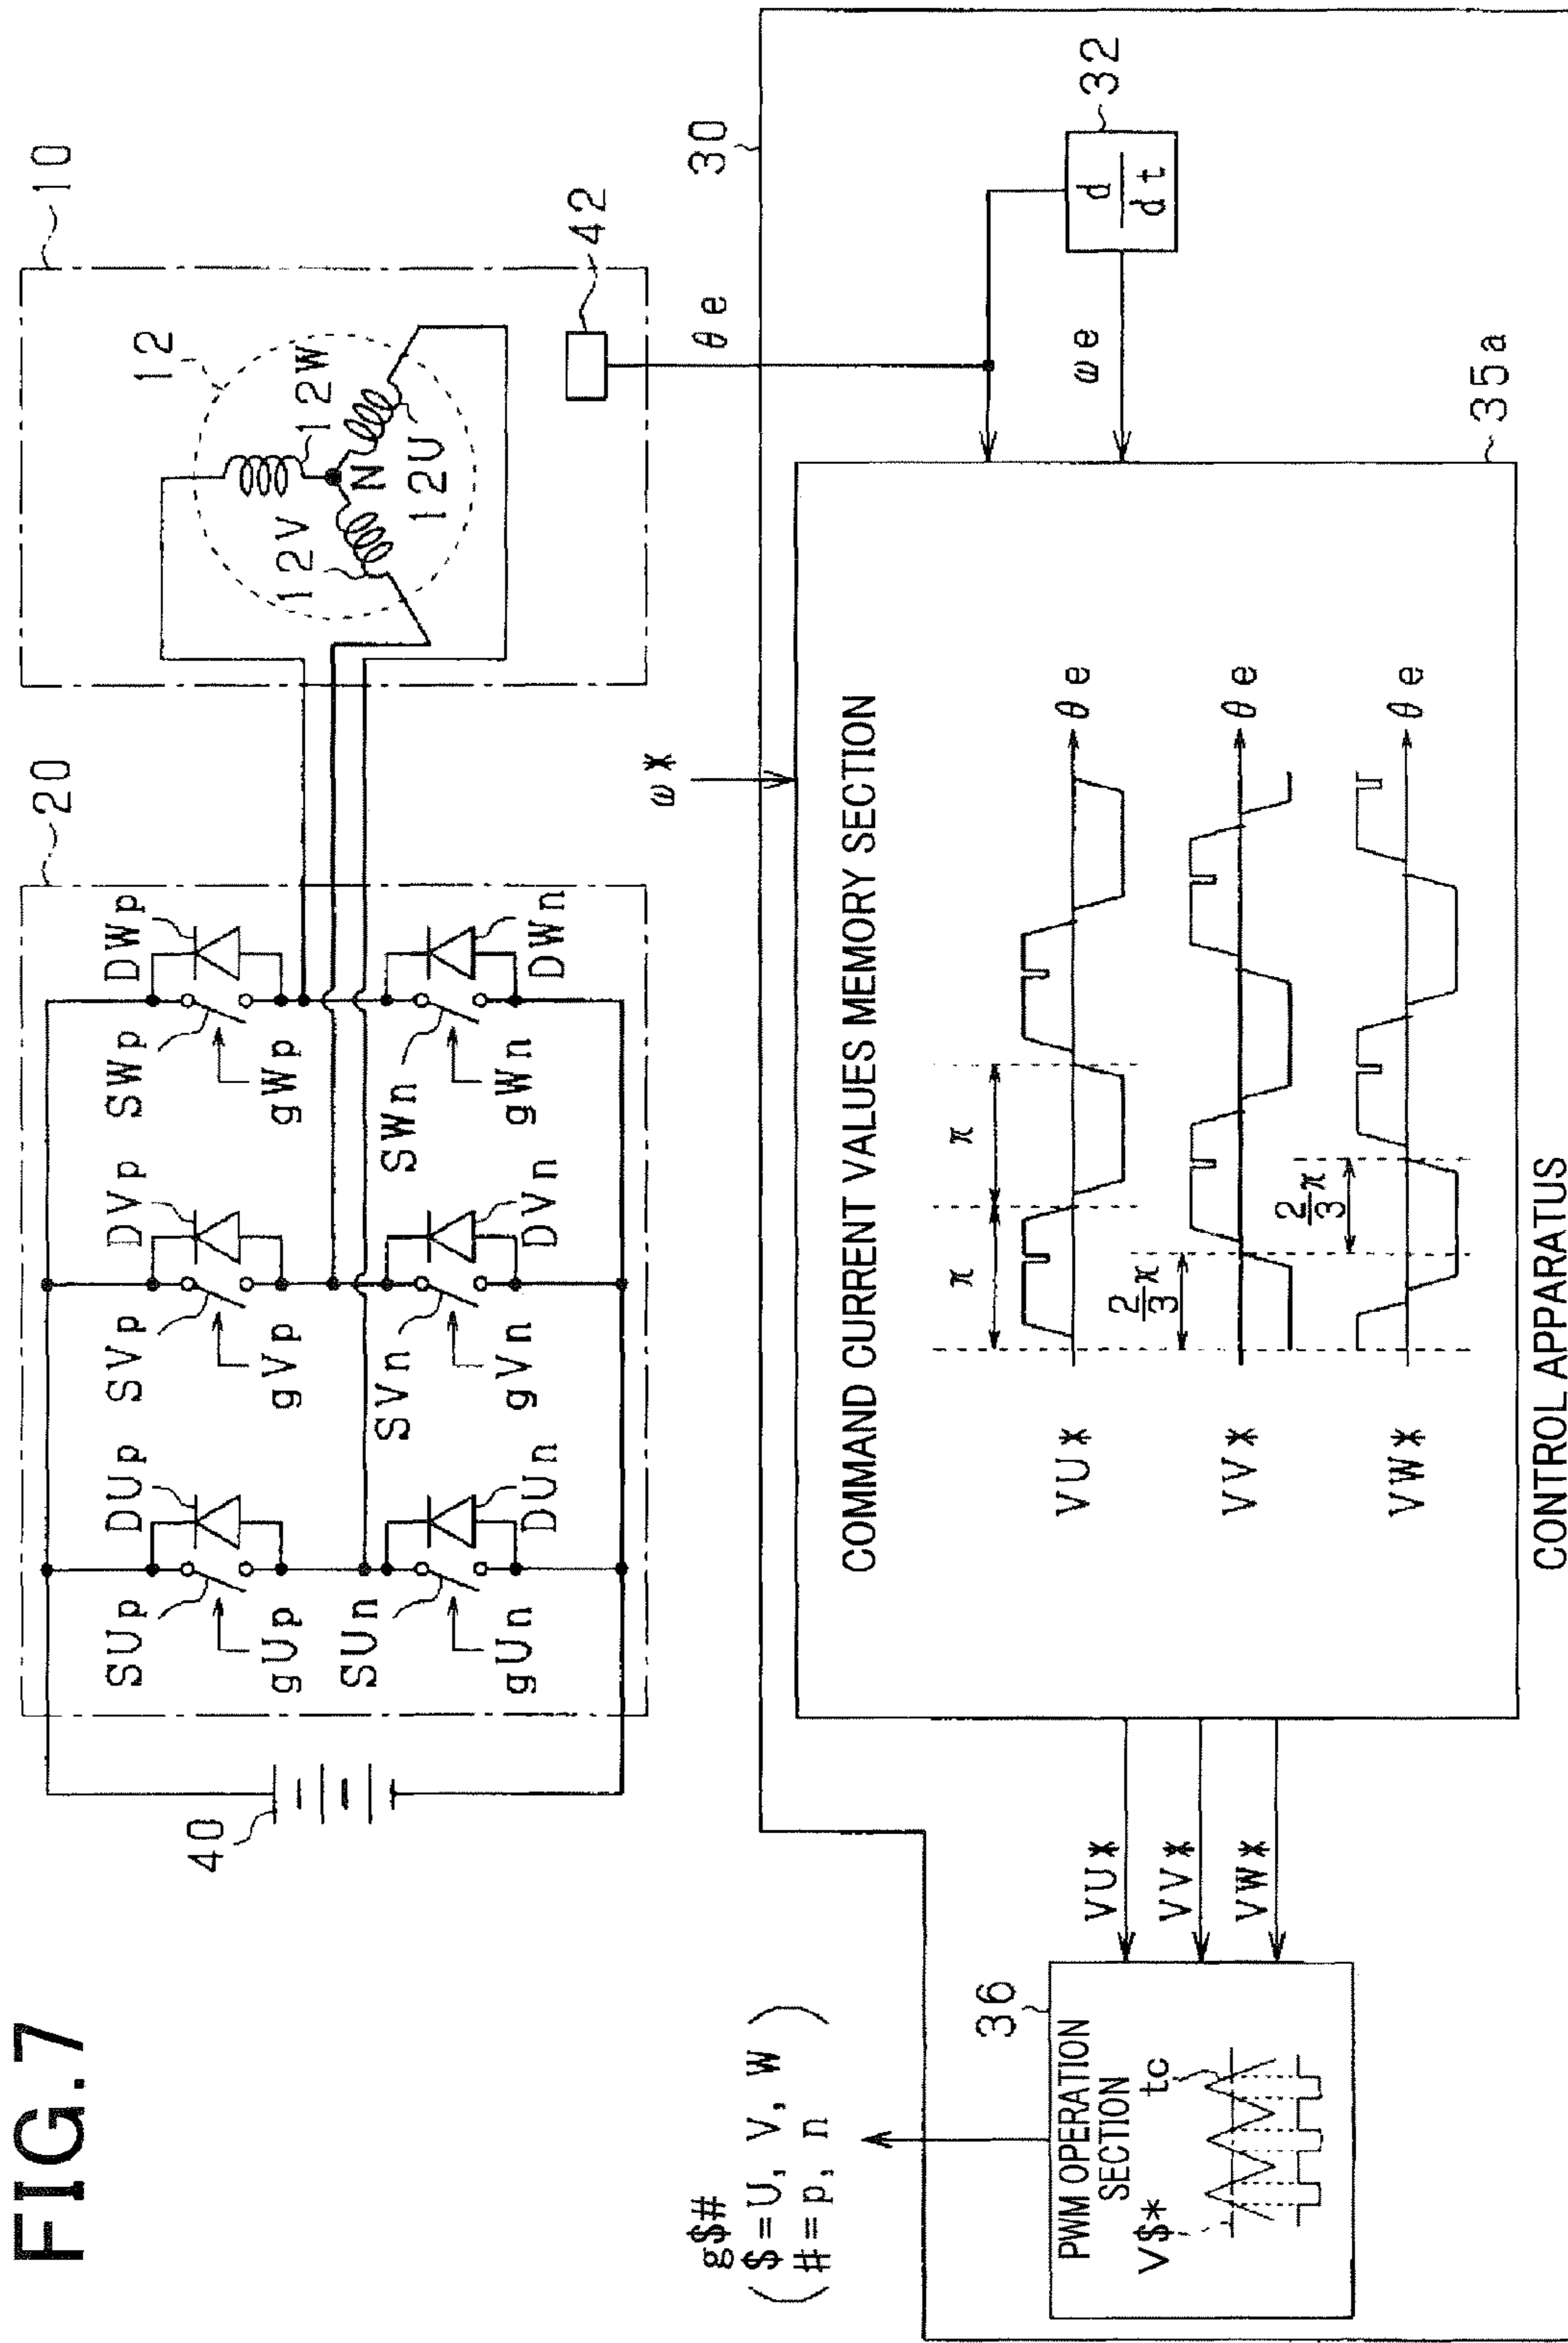 FIG.7
20
10
SUp
DUp
SVp
DVp
SWp
DWp
gUp
gVp
gWp
SUn
SVn
SWn
gUn
DUn
gVn
DVn
gWn
DWn
40
12
12W
12V
N
12U
42
θe
30
g$#
($=U, V, W)
(#=p, n)
ω*
COMMAND CURRENT VALUES MEMORY SECTION
π
π
VU*
θe
2/3 π
VV*
θe
2/3 π
VW*
θe
35a
ωe
d/dt
32
VU*
VV*
VW*
36
PWM OPERATION
SECTION
V$*
tc
CONTROL APPARATUS